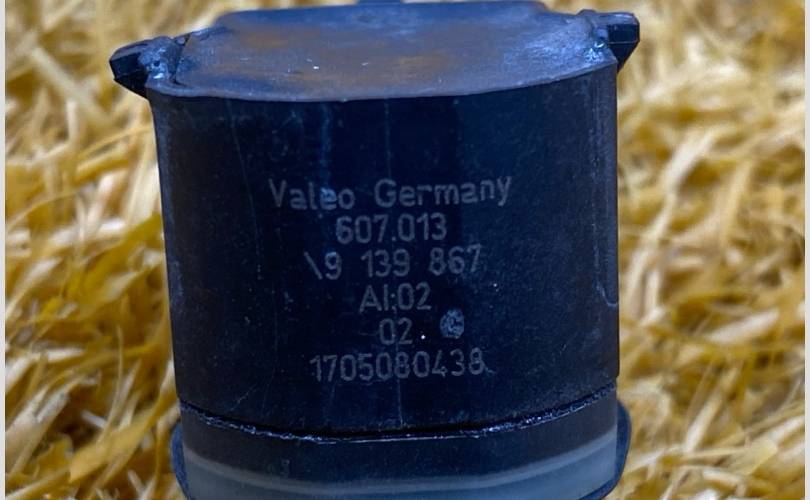 Valeo Germany
607.013
\9 139 867
AI:02
02
1705080438